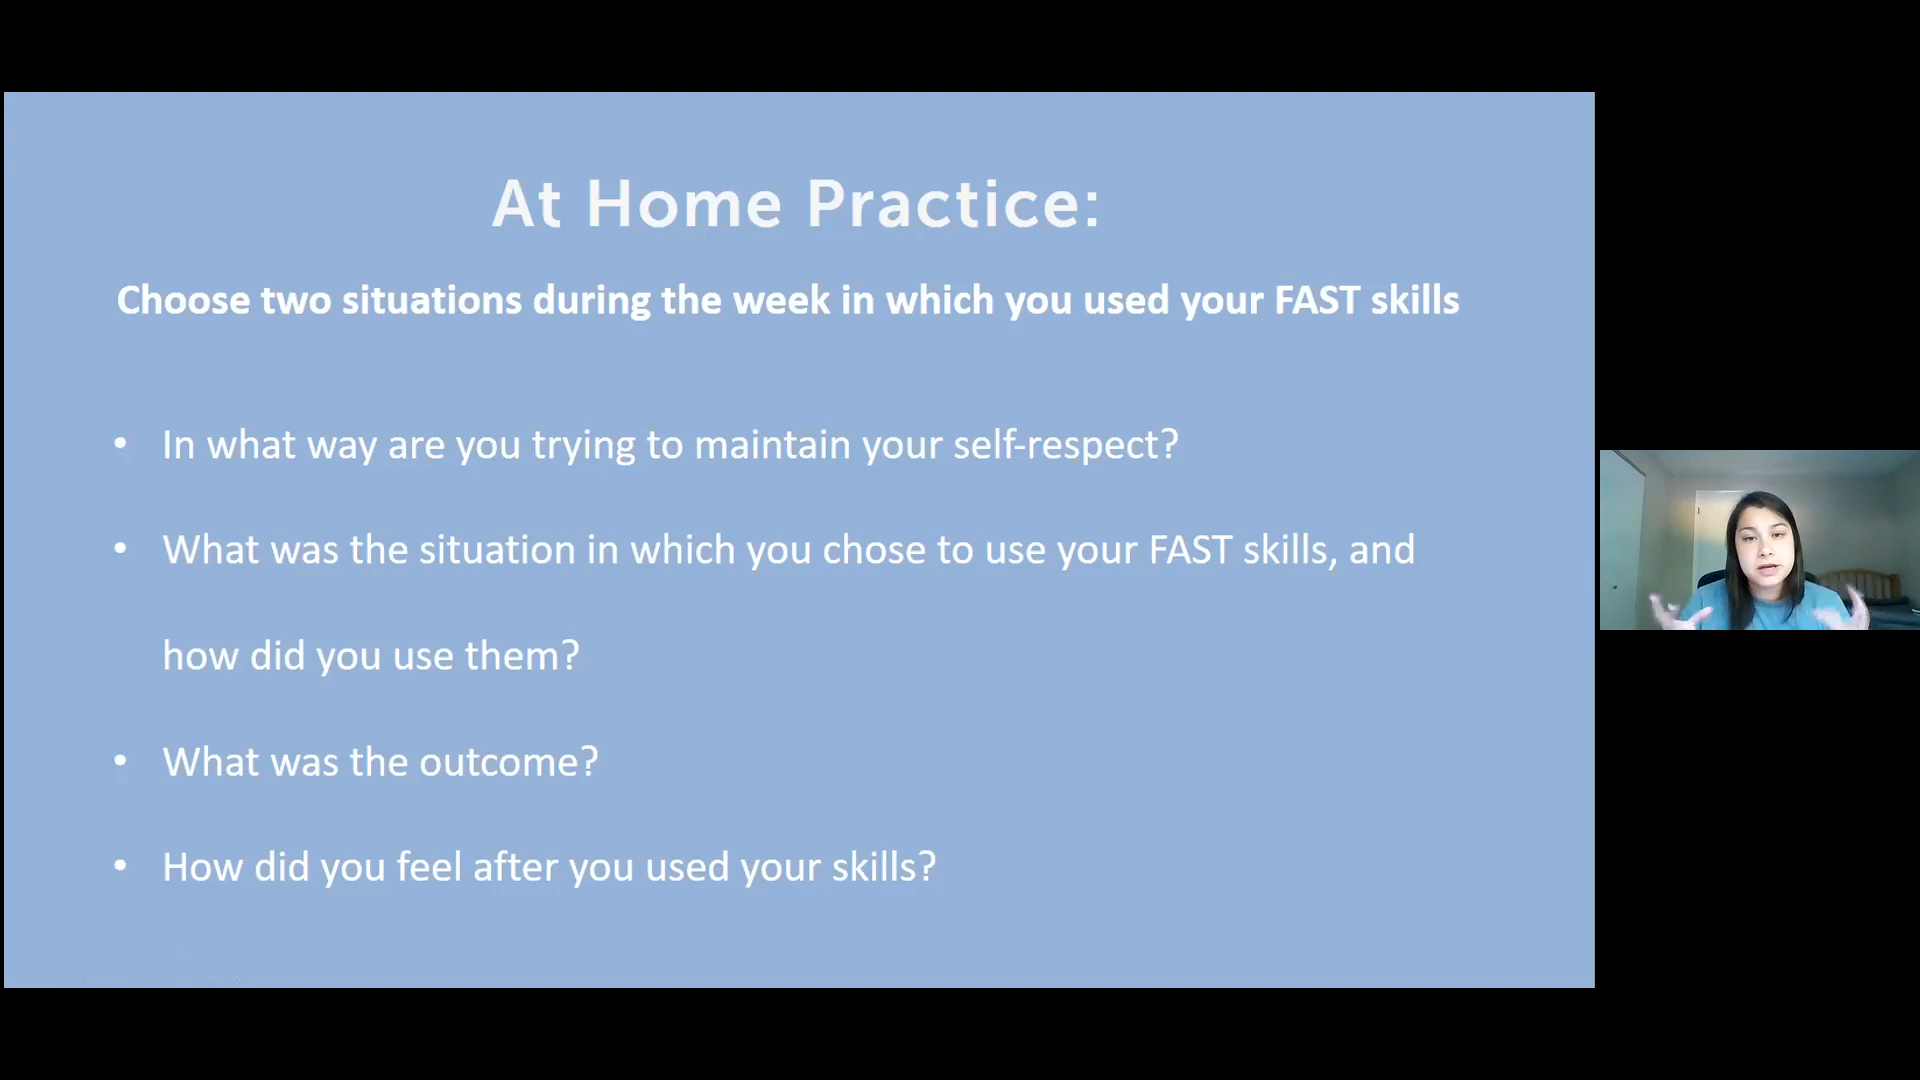 At Home Practice:
Choose two situations during the week in which you used your FAST skills
• In what way are you trying to maintain your self-respect?
• What was the situation in which you chose to use your FAST skills, and
how did you use them?
• What was the outcome?
• How did you feel after you used your skills?